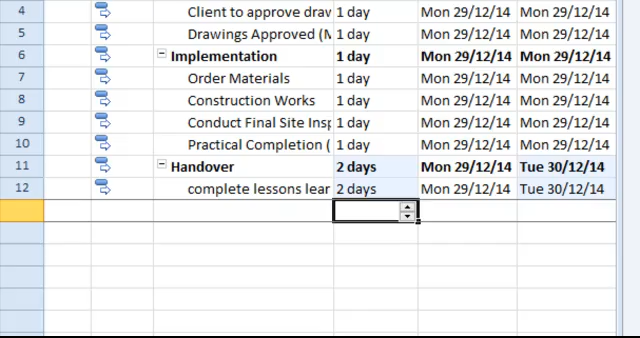 4 Client to approve drav 1 day Mon 29/12/14 Mon 29/12/14
5 Drawings Approved (M 1 day Mon 29/12/14 Mon 29/12/14
6 Implementation 1 day Mon 29/12/14 Mon 29/12/14
7 Order Materials 1 day Mon 29/12/14 Mon 29/12/14
8 Construction Works 1 day Mon 29/12/14 Mon 29/12/14
9 Conduct Final Site Insp 1 day Mon 29/12/14 Mon 29/12/14
10 Practical Completion ( 1 day Mon 29/12/14 Mon 29/12/14
11 Handover 2 days Mon 29/12/14 Tue 30/12/14
12 complete lessons lear 2 days Mon 29/12/14 Tue 30/12/14